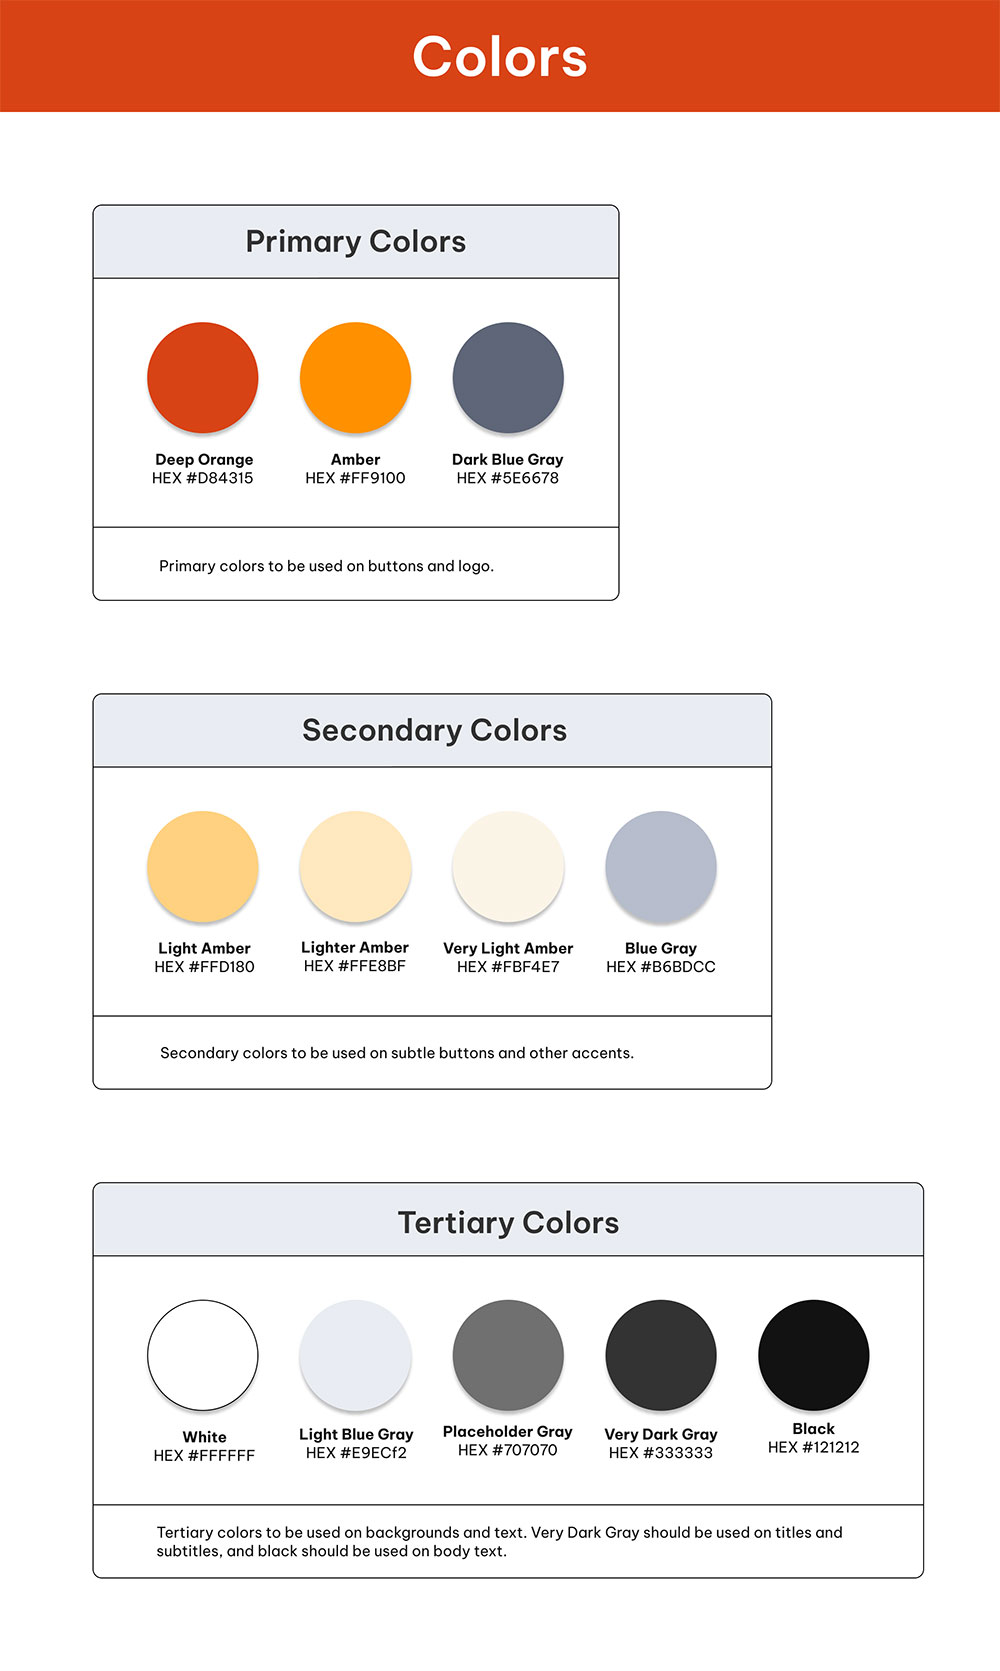 Colors
Primary Colors
Deep Orange
HEX #D84315
Amber
HEX #FF9100
Dark Blue Gray
HEX #5E6678
Primary colors to be used on buttons and logo.
Secondary Colors
Light Amber
HEX #FFD180
Lighter Amber
HEX #FFE8BF
Very Light Amber
HEX #FBF4E7
Blue Gray
HEX #B6BDCC
Secondary colors to be used on subtle buttons and other accents.
Tertiary Colors
White
HEX #FFFFFF
Light Blue Gray
HEX #E9ECf2
Placeholder Gray
HEX #707070
Very Dark Gray
HEX #333333
Black
HEX #121212
Tertiary colors to be used on backgrounds and text. Very Dark Gray should be used on titles and
subtitles, and black should be used on body text.